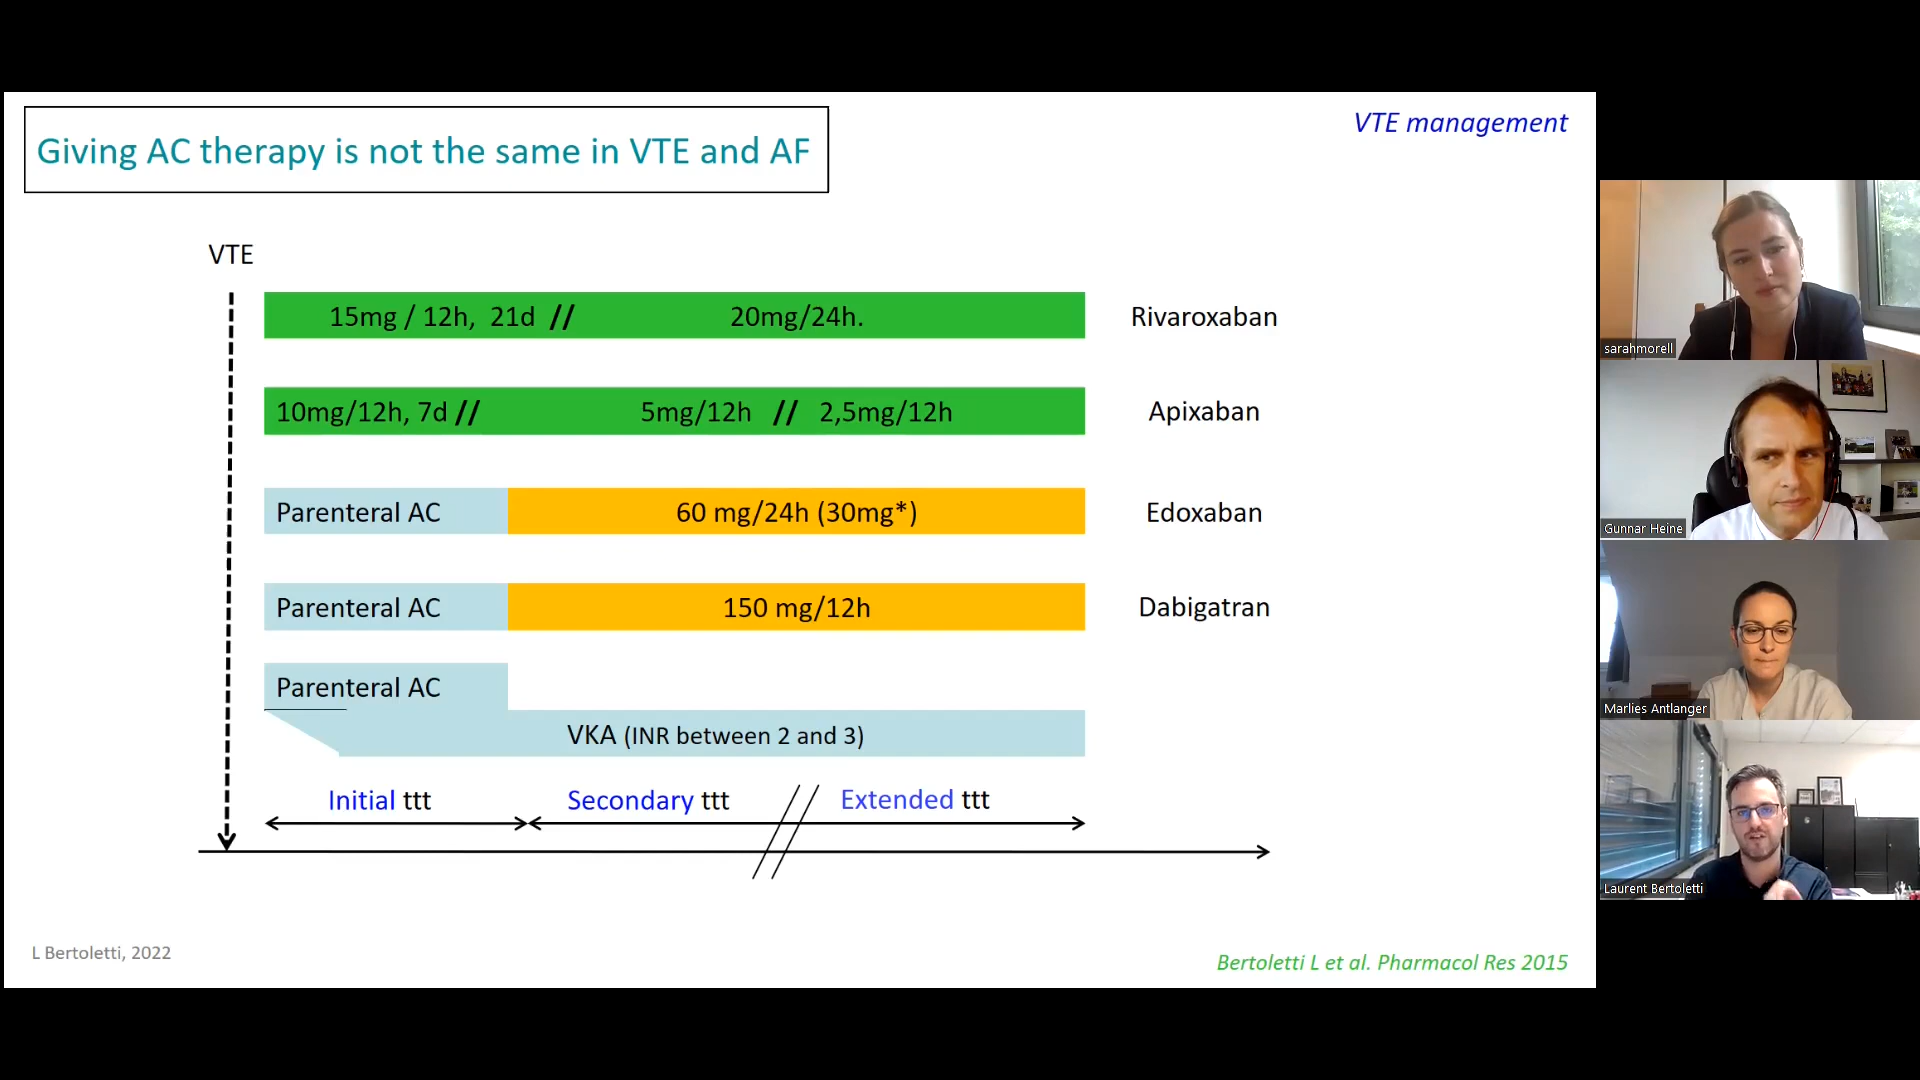 Giving AC therapy is not the same in VTE and AF
VTE management
VTE
15mg / 12h, 21d // 20mg/24h.
Rivaroxaban
10mg/12h, 7d // 5mg/12h // 2,5mg/12h
Apixaban
Parenteral AC
60 mg/24h (30mg*)
Edoxaban
Parenteral AC
150 mg/12h
Dabigatran
Parenteral AC
VKA (INR between 2 and 3)
Initial ttt
Secondary ttt
Extended ttt
L Bertoletti, 2022
Bertoletti L et al. Pharmacol Res 2015
sarahmorell
Gunnar Heine
Marlies Antlanger
Laurent Bertoletti